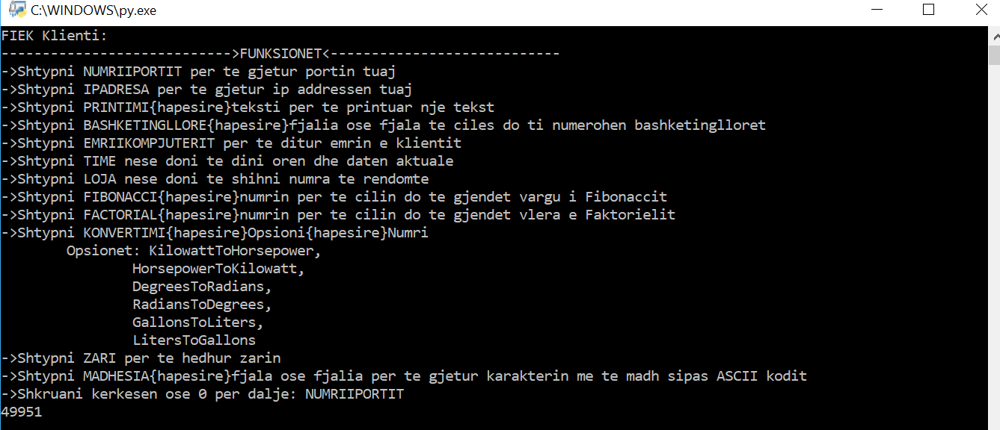 C:\WINDOWS\py.exe
FIEK Klienti:
---------------------------->FUNKSIONET<----------------------------
->Shtypni NUMRIIPORTIT per te gjetur portin tuaj
->Shtypni IPADRESA per te gjetur ip addressen tuaj
->Shtypni PRINTIMI{hapesire}teksti per te printuar nje tekst
->Shtypni BASHKETINGLLORE{hapesire}fjalia ose fjala te ciles do ti numerohen bashketinglloret
->Shtypni EMRIIKOMPJUTERIT per te ditur emrin e klientit
->Shtypni TIME nese doni te dini oren dhe daten aktuale
->Shtypni LOJA nese doni te shihni numra te rendomte
->Shtypni FIBONACCI{hapesire}numrin per te cilin do te gjendet vargu i Fibonaccit
->Shtypni FACTORIAL{hapesire}numrin per te cilin do te gjendet vlera e Faktorielit
->Shtypni KONVERTIMI{hapesire}Opsioni{hapesire}Numri
Opsionet: KilowattToHorsepower,
HorsepowerToKilowatt,
DegreesToRadians,
RadiansToDegrees,
GallonsToLiters,
LitersToGallons
->Shtypni ZARI per te hedhur zarin
->Shtypni MADHESIA{hapesire}fjala ose fjalia per te gjetur karakterin me te madh sipas ASCII kodit
->Shkruani kerkesen ose 0 per dalje: NUMRIIPORTIT
49951